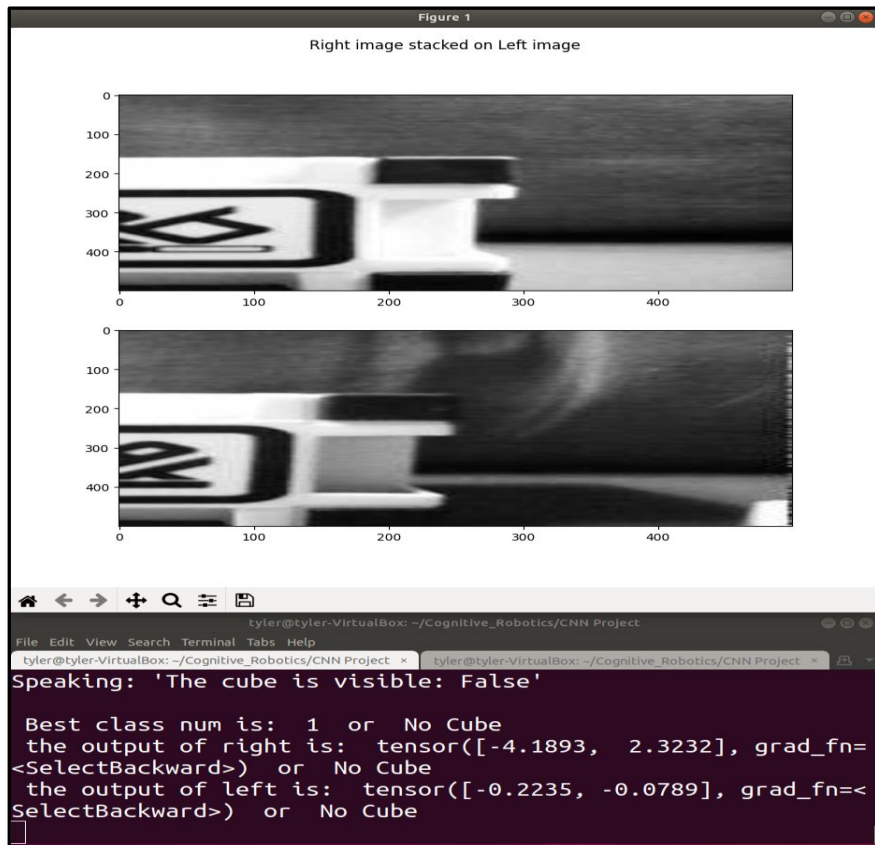 Figure 1
Right image stacked on Left image
0
100
200
300
400
0 100 200 300 400
0
100
200
300
400
0 100 200 300 400
tyler@tyler-VirtualBox: ~/Cognitive_Robotics/CNN Project
File Edit View Search Terminal Tabs Help
tyler@tyler-VirtualBox: ~/Cognitive_Robotics/CNN Project × tyler@tyler-VirtualBox: ~/Cognitive_Robotics/CNN Project ×
Speaking: 'The cube is visible: False'
Best class num is:  1  or  No Cube
the output of right is:  tensor([-4.1893,  2.3232], grad_fn=
<SelectBackward>)  or  No Cube
the output of left is:  tensor([-0.2235, -0.0789], grad_fn=<
SelectBackward>)  or  No Cube